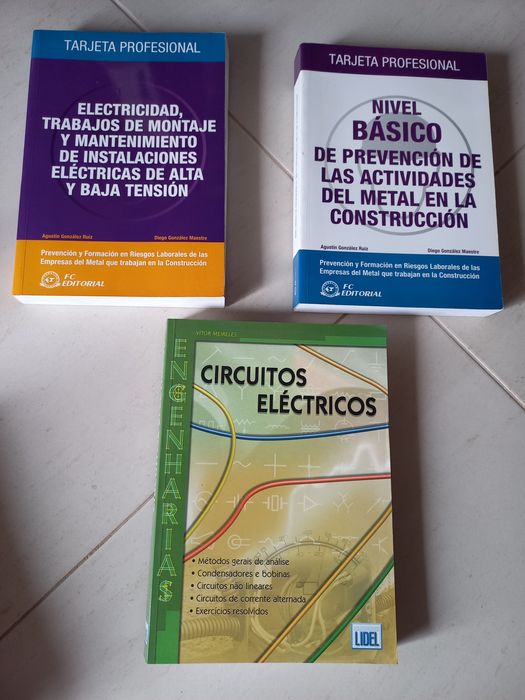 TARJETA PROFESIONAL
ELECTRICIDAD,
TRABAJOS DE MONTAJE
Y MANTENIMIENTO
DE INSTALACIONES
ELÉCTRICAS DE ALTA
Y BAJA TENSIÓN
Agustín González Ruiz
Diego González Maestre
Prevención y Formación en Riesgos Laborales de las
Empresas del Metal que trabajan en la Construcción
FC
EDITORIAL
TARJETA PROFESIONAL
NIVEL
BÁSICO
DE PREVENCIÓN DE
LAS ACTIVIDADES
DEL METAL EN LA
CONSTRUCCIÓN
Agustín González Ruiz
Diego González Maestre
Prevención y Formación en Riesgos Laborales de las
Empresas del Metal que trabajan en la Construcción
FC
EDITORIAL
VÍTOR MEIRELES
ENGENHARIAS
CIRCUITOS
ELÉCTRICOS
• Métodos gerais de análise
• Condensadores e bobinas
• Circuitos não lineares
• Circuitos de corrente alternada
• Exercícios resolvidos
LIDEL